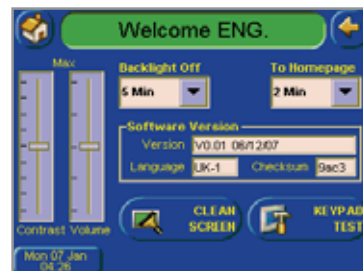 Welcome ENG.
Max
Backlight Off
To Homepage
5 Min
2 Min
Software Version
Version V0.01 06/12/07
Language UK-1 Checksum 9ac3
Contrast Volume
CLEAN
SCREEN
KEYPAD
TEST
Mon 07 Jan
04:26